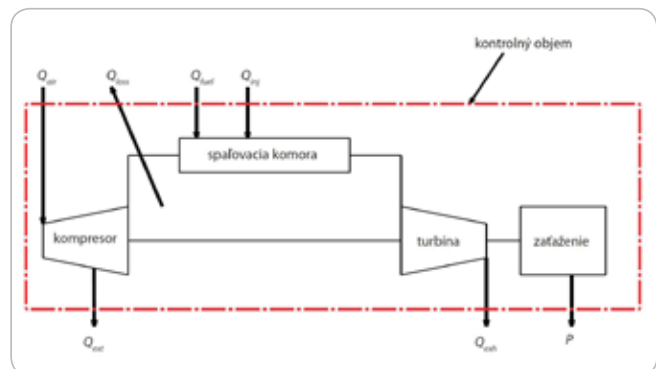 kontrolný objem
Q_air Q_loss Q_fuel Q_inj
spaľovacia komora
kompresor
turbína
zaťaženie
Q_ext Q_exh P